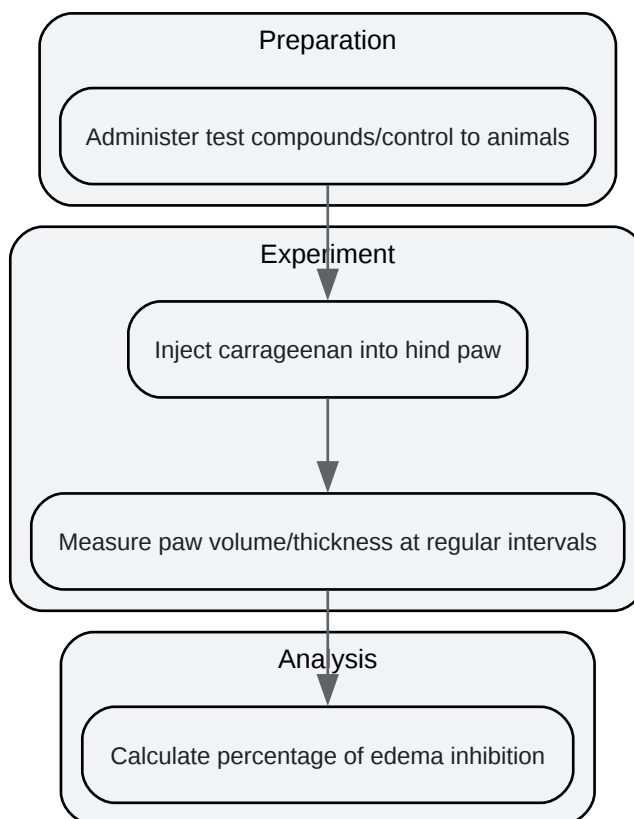 Preparation
Administer test compounds/control to animals
Experiment
Inject carrageenan into hind paw
Measure paw volume/thickness at regular intervals
Analysis
Calculate percentage of edema inhibition